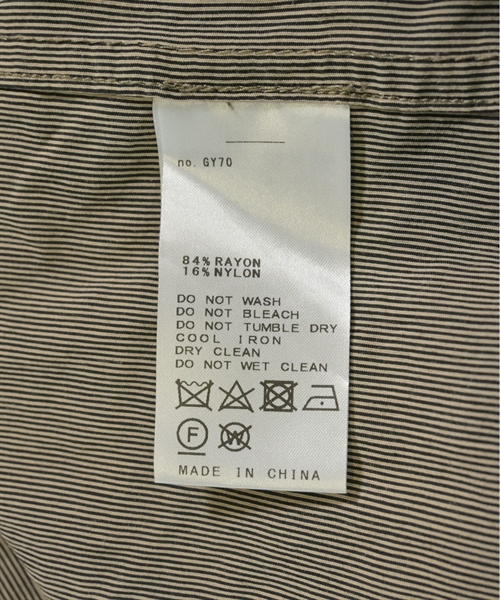 no. GY70
84% RAYON
16% NYLON
DO NOT WASH
DO NOT BLEACH
DO NOT TUMBLE DRY
COOL IRON
DRY CLEAN
DO NOT WET CLEAN
F W
MADE IN CHINA